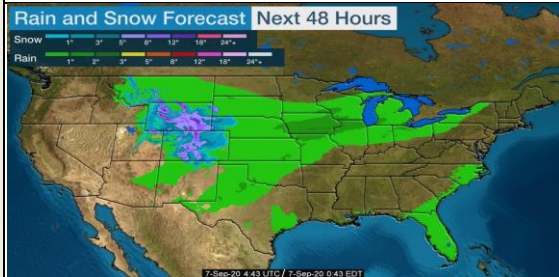 Rain and Snow Forecast Next 48 Hours
Snow 1" 3" 5" 8" 12" 18" 24"+
Rain 1" 2" 3" 5" 8" 12" 18" 24"+
7-Sep-20 4:43 UTC / 7-Sep-20 0:43 EDT